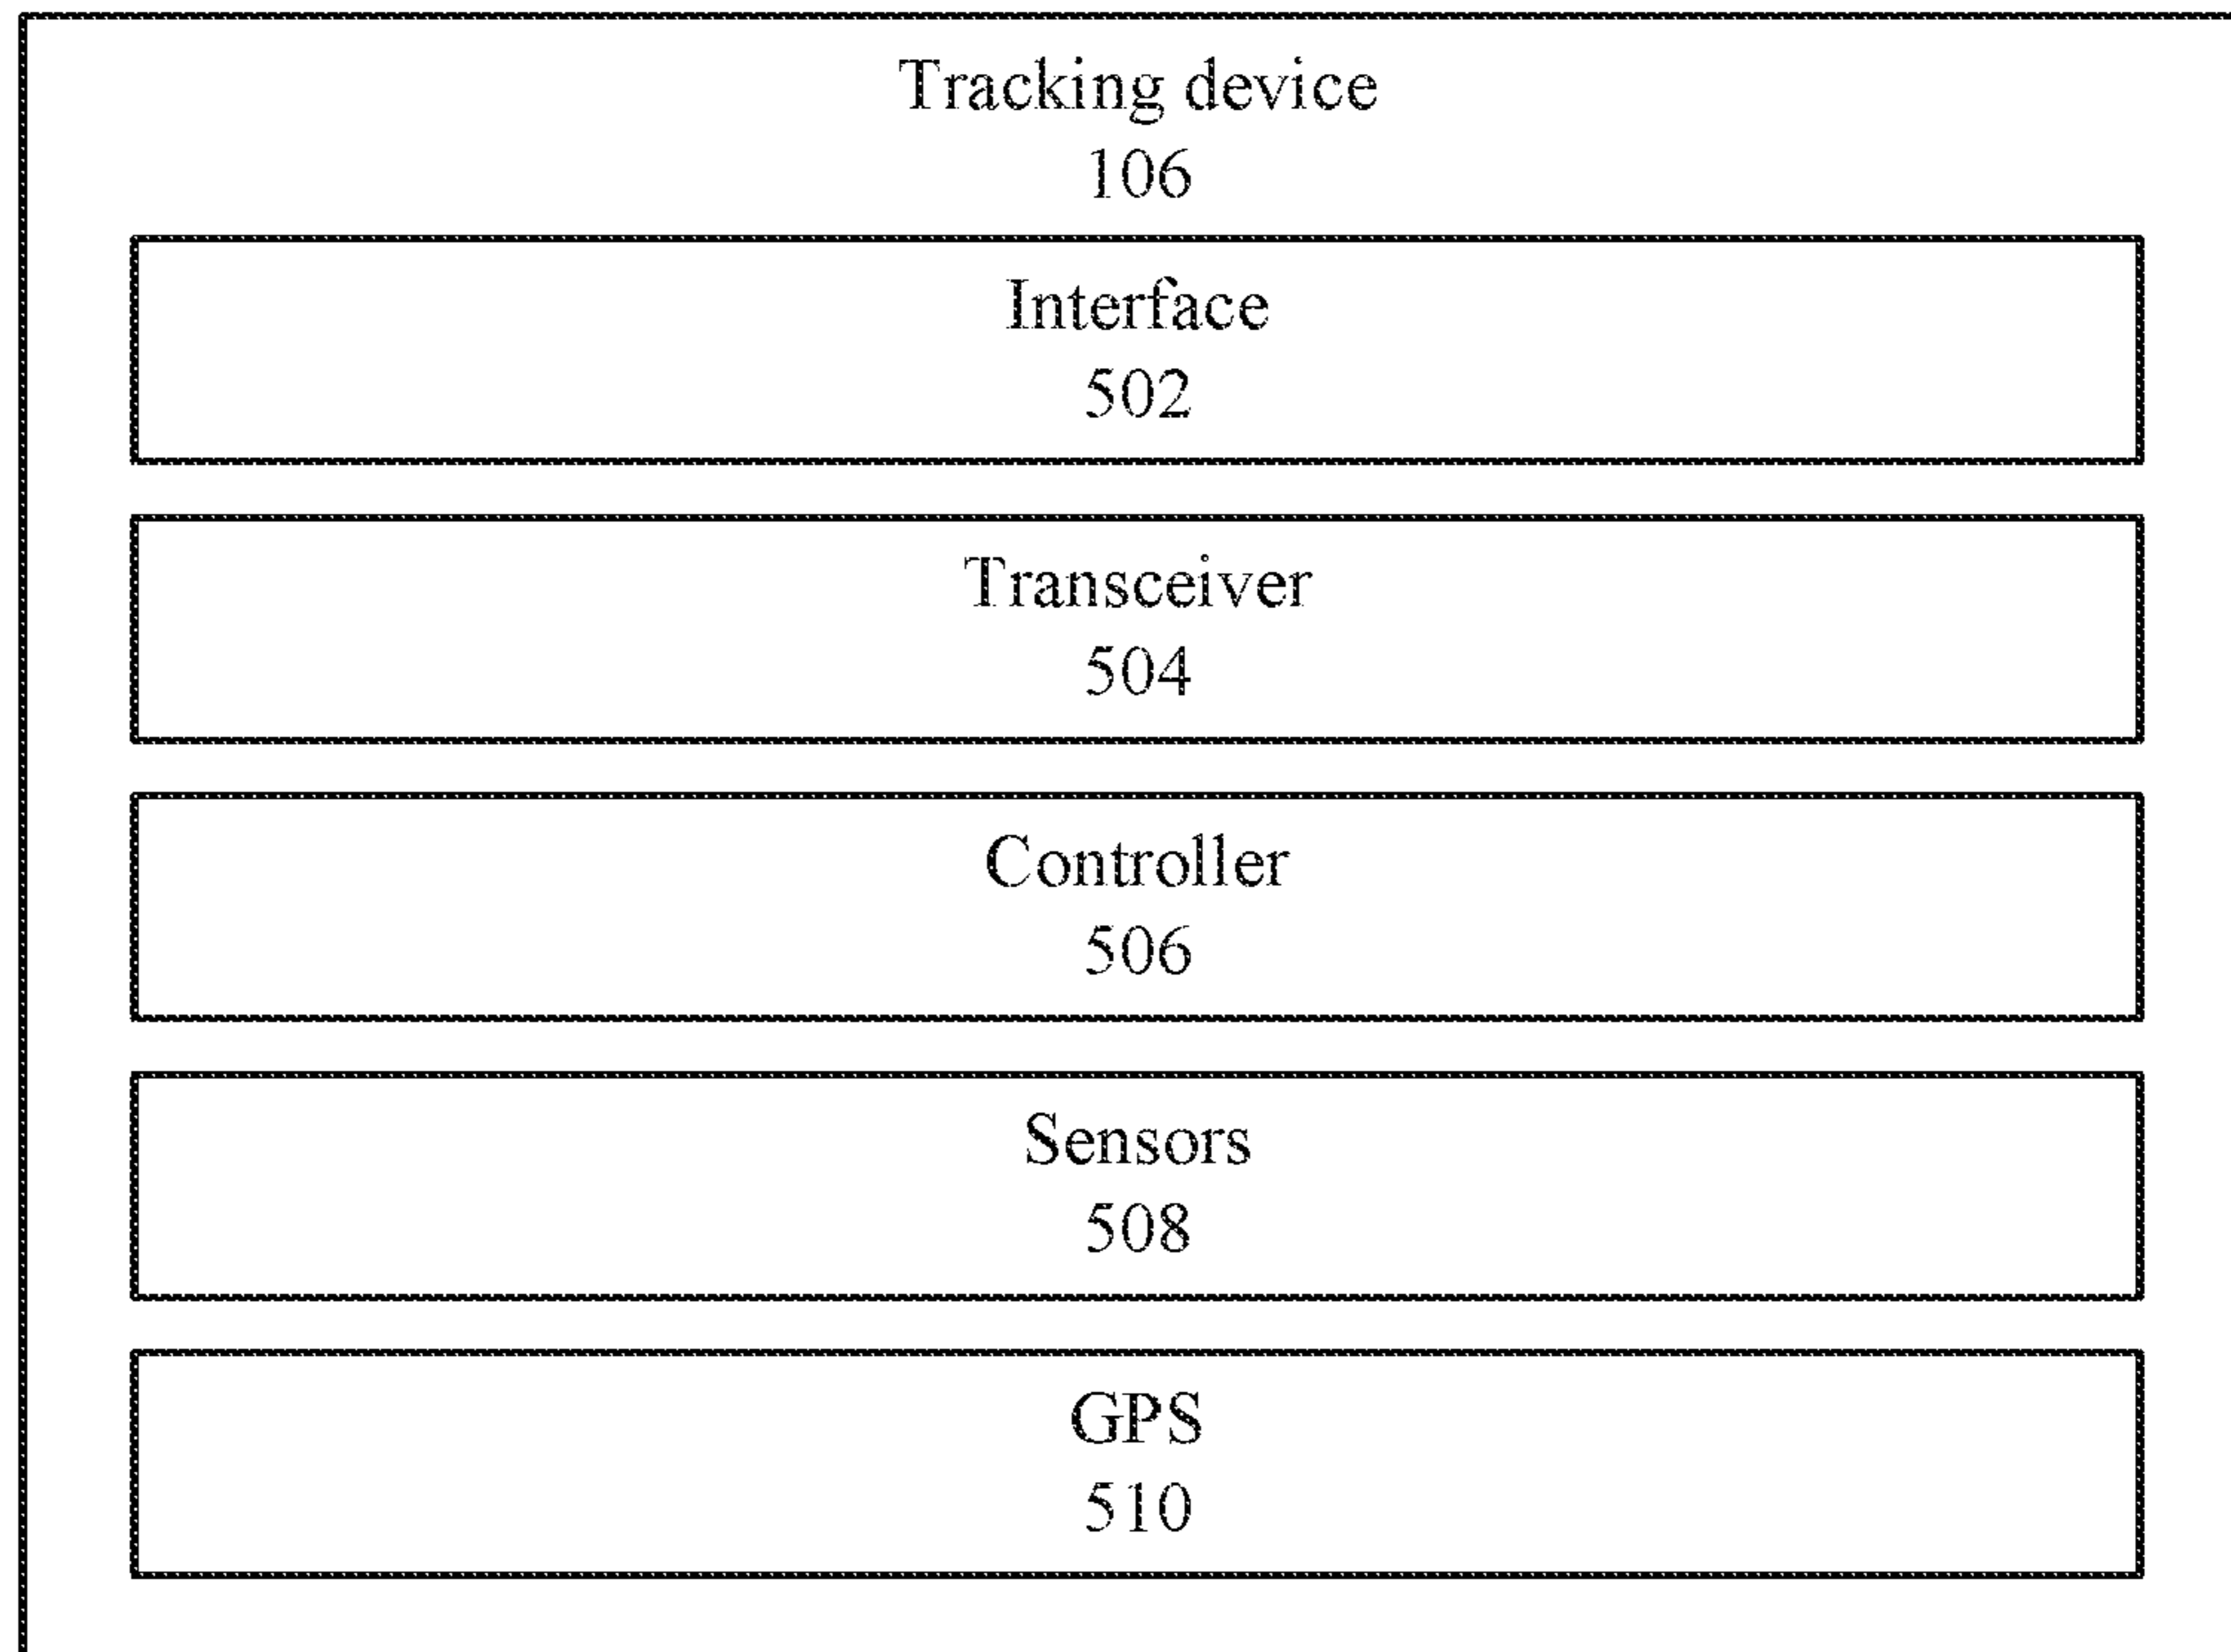 Tracking device
106
Interface
502
Transceiver
504
Controller
506
Sensors
508
GPS
510